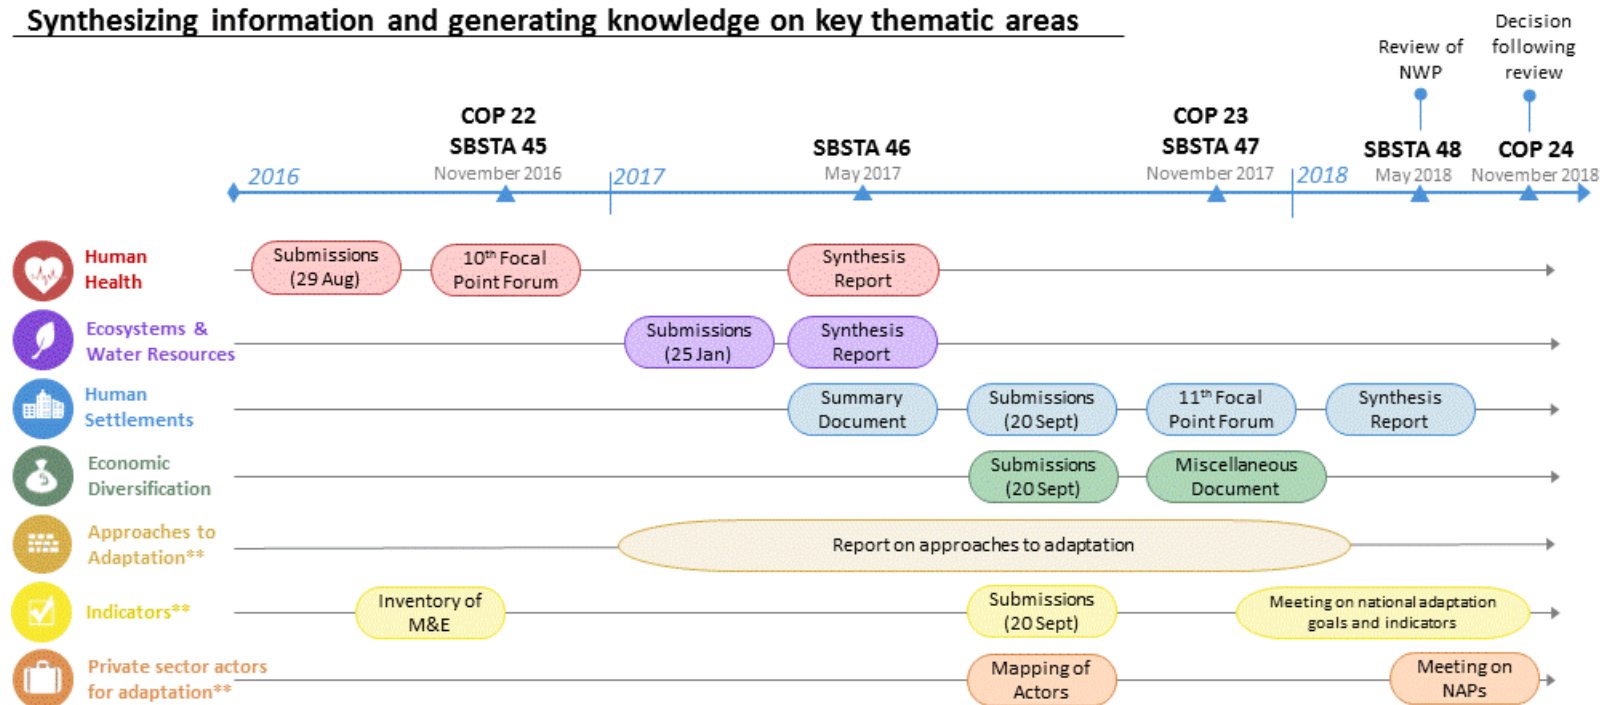 Synthesizing information and generating knowledge on key thematic areas
Decision
following
review
Review of
NWP
COP 22
SBSTA 45
November 2016
SBSTA 46
May 2017
COP 23
SBSTA 47
November 2017
SBSTA 48
May 2018
COP 24
November 2018
2016
2017
2018
Human
Health
Submissions
(29 Aug)
10th Focal
Point Forum
Synthesis
Report
Ecosystems &
Water Resources
Submissions
(25 Jan)
Synthesis
Report
Human
Settlements
Summary
Document
Submissions
(20 Sept)
11th Focal
Point Forum
Synthesis
Report
Economic
Diversification
Submissions
(20 Sept)
Miscellaneous
Document
Approaches to
Adaptation**
Report on approaches to adaptation
Indicators**
Inventory of
M&E
Submissions
(20 Sept)
Meeting on national adaptation
goals and indicators
Private sector actors
for adaptation**
Mapping of
Actors
Meeting on
NAPs